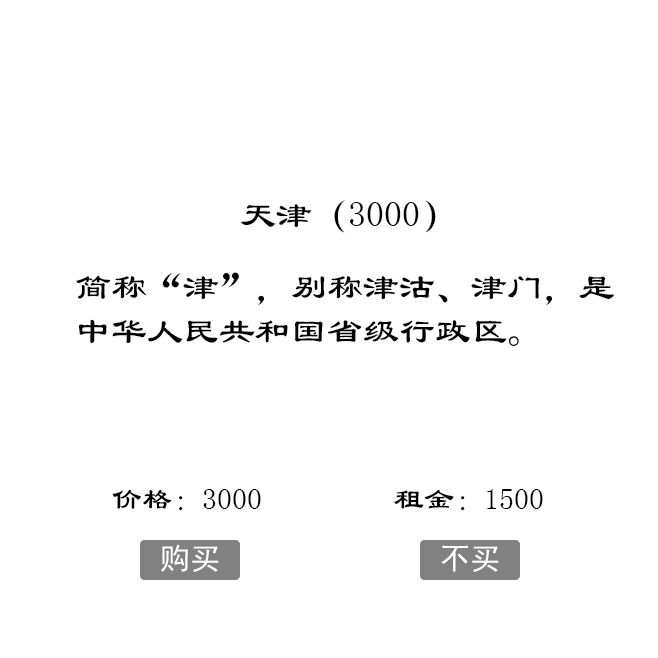 天津（3000）
简称“津”，别称津沽、津门，是
中华人民共和国省级行政区。
价格：3000 租金：1500
购买 不买